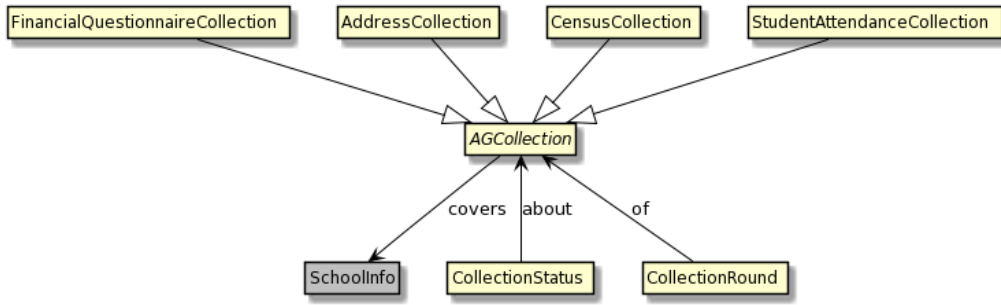 FinancialQuestionnaireCollection
AddressCollection
CensusCollection
StudentAttendanceCollection
AGCollection
covers
about
of
SchoolInfo
CollectionStatus
CollectionRound